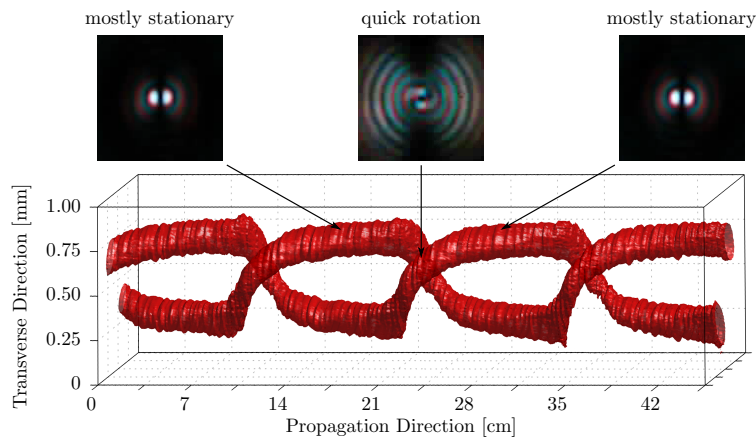 mostly stationary
quick rotation
mostly stationary
Transverse Direction [mm]
1.00
0.75
0.50
0.25
0
0
7
14
21
28
35
42
Propagation Direction [cm]